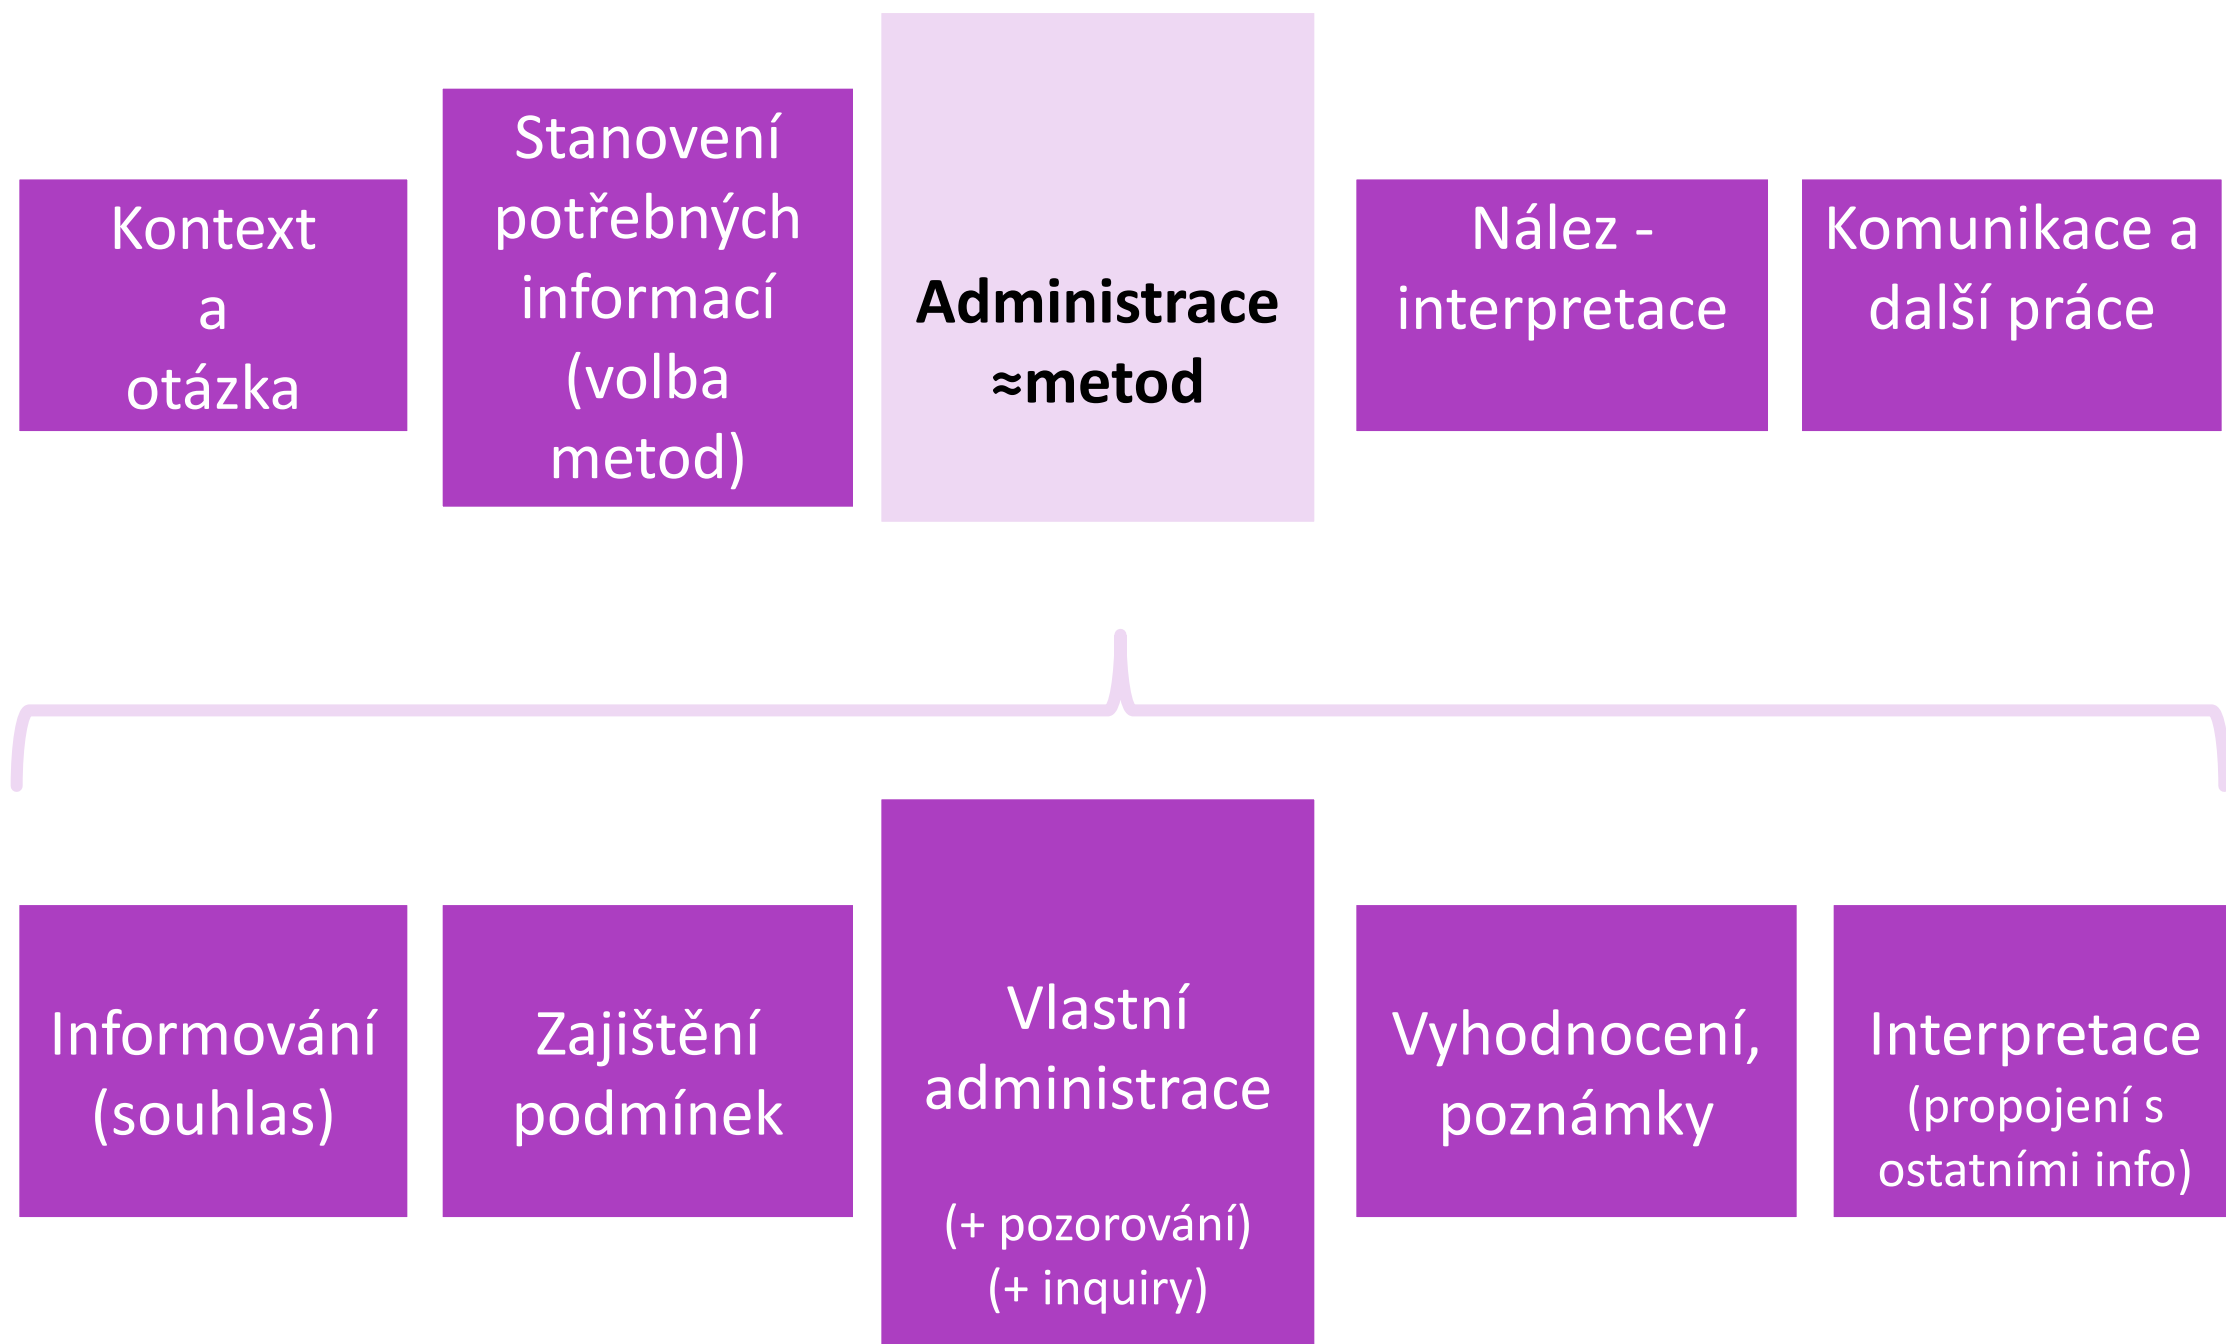 Kontext
a
otázka
Stanovení
potřebných
informací
(volba
metod)
Administrace
≈metod
Nález -
interpretace
Komunikace a
další práce
Informování
(souhlas)
Zajištění
podmínek
Vlastní
administrace
(+ pozorování)
(+ inquiry)
Vyhodnocení,
poznámky
Interpretace
(propojení s
ostatními info)